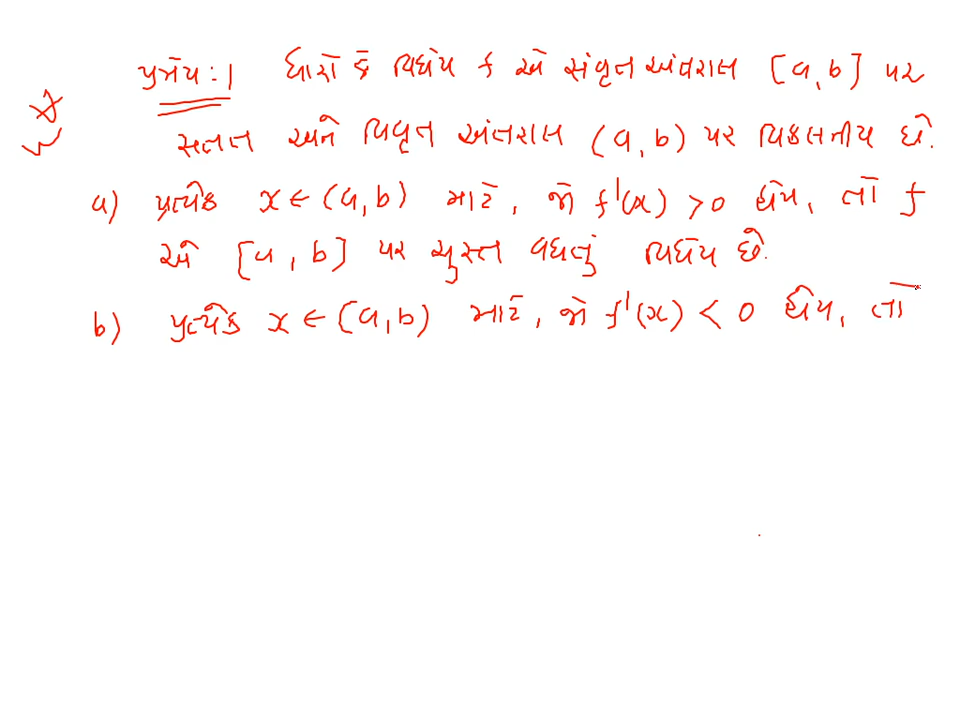 પ્રમેય : 1 ધારો કે વિધેય f એ સંવૃત અંતરાલ [a, b] પર
સતત અને વિવૃત અંતરાલ (a, b) પર વિકલનીય છે.
a) પ્રત્યેક x ∈ (a, b) માટે, જો f'(x) > 0 હોય, તો f
એ [a, b] પર ચુસ્ત વધતું વિધેય છે.
b) પ્રત્યેક x ∈ (a, b) માટે, જો f'(x) < 0 હોય, તો